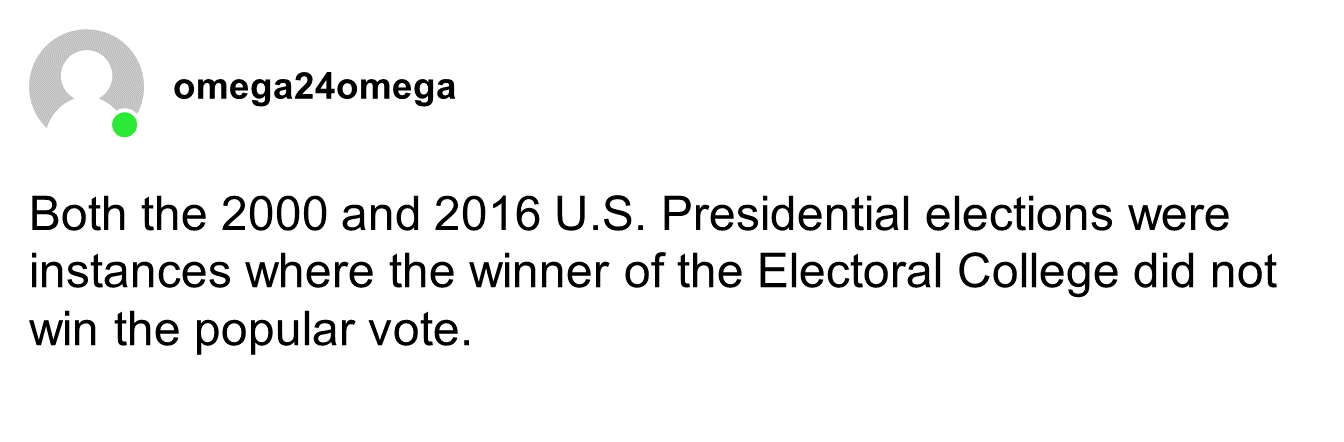 omega24omega
Both the 2000 and 2016 U.S. Presidential elections were
instances where the winner of the Electoral College did not
win the popular vote.